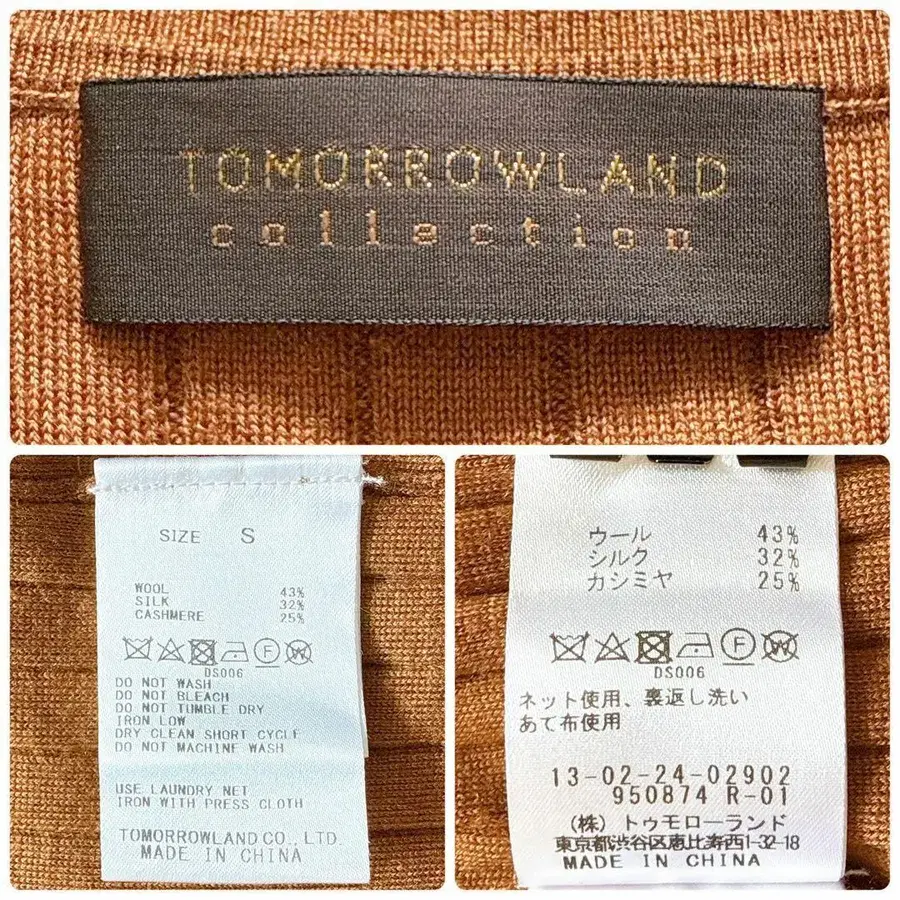 TOMORROWLAND
collection
SIZE S
WOOL 43%
SILK 32%
CASHMERE 25%
DS006
DO NOT WASH
DO NOT BLEACH
DO NOT TUMBLE DRY
IRON LOW
DRY CLEAN SHORT CYCLE
DO NOT MACHINE WASH
USE LAUNDRY NET
IRON WITH PRESS CLOTH
TOMORROWLAND CO., LTD
MADE IN CHINA
ウール 43%
シルク 32%
カシミヤ 25%
DS006
ネット使用、裏返し洗い
あて布使用
13-02-24-02902
950874 R-01
(株) トゥモローランド
東京都渋谷区恵比寿西1-32-18
MADE IN CHINA